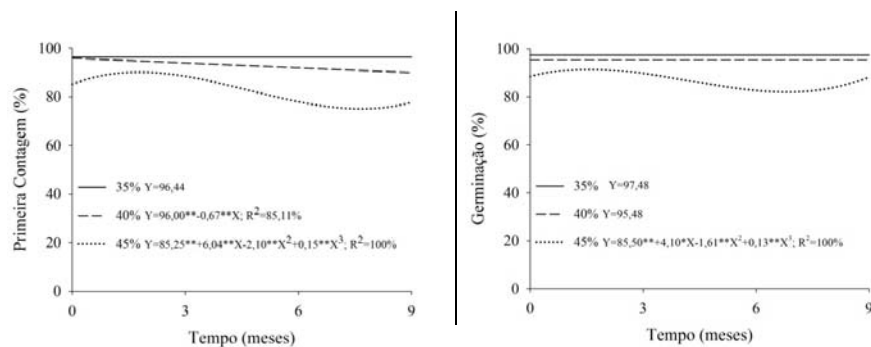 100
80
60
40
20
0
Primeira Contagem (%)
35% Y=96,44
40% Y=96,00**-0,67**X; R²=85,11%
45% Y=85,25**+6,04**X-2,10**X²+0,15**X³; R²=100%
0 3 6 9
Tempo (meses)
100
80
60
40
20
0
Germinação (%)
35% Y=97,48
40% Y=95,48
45% Y=85,50**+4,10*X-1,61**X²+0,13**X³; R²=100%
0 3 6 9
Tempo (meses)